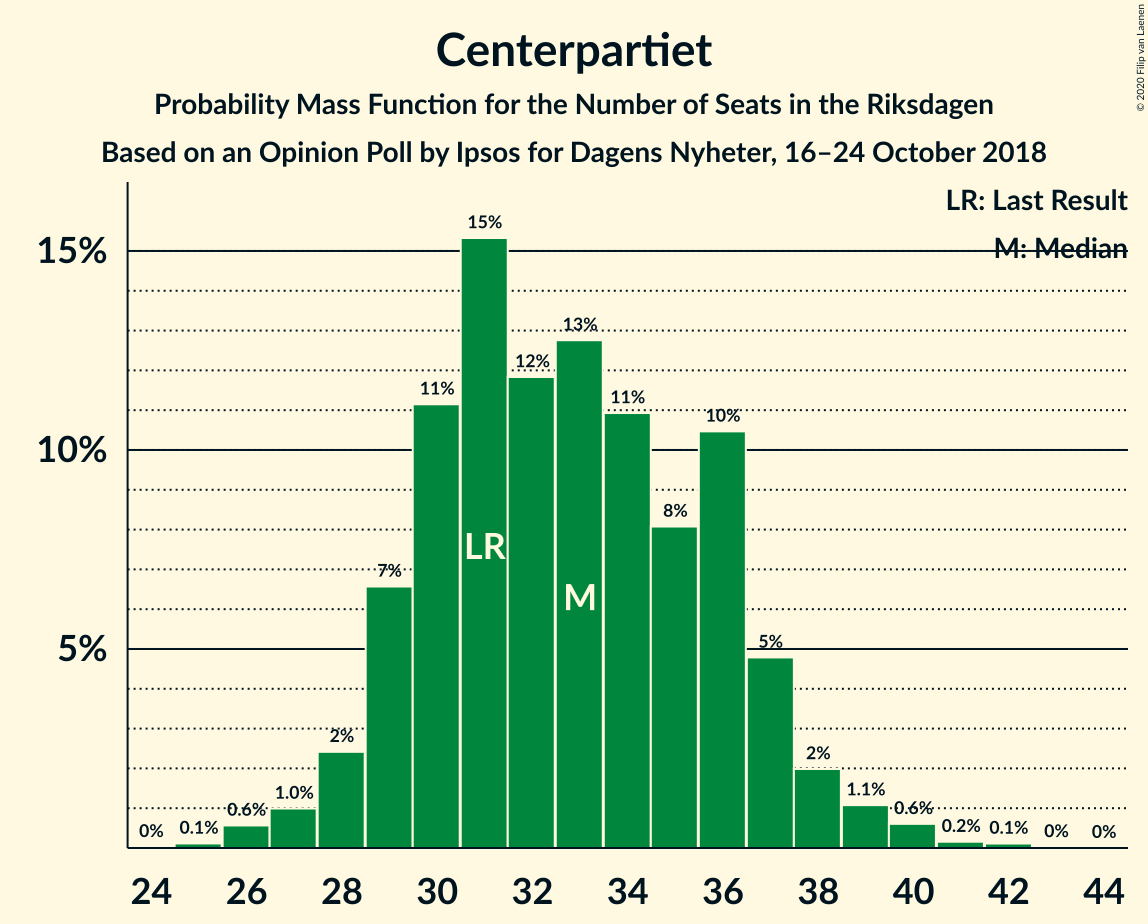 Centerpartiet
Probability Mass Function for the Number of Seats in the Riksdagen
Based on an Opinion Poll by Ipsos for Dagens Nyheter, 16–24 October 2018
© 2020 Filip van Laenen
LR: Last Result
M: Median
15%
10%
5%
0%
0.1%
0.6%
1.0%
2%
7%
11%
15%
12%
13%
11%
8%
10%
5%
2%
1.1%
0.6%
0.2%
0.1%
0%
0%
LR
M
24 26 28 30 32 34 36 38 40 42 44